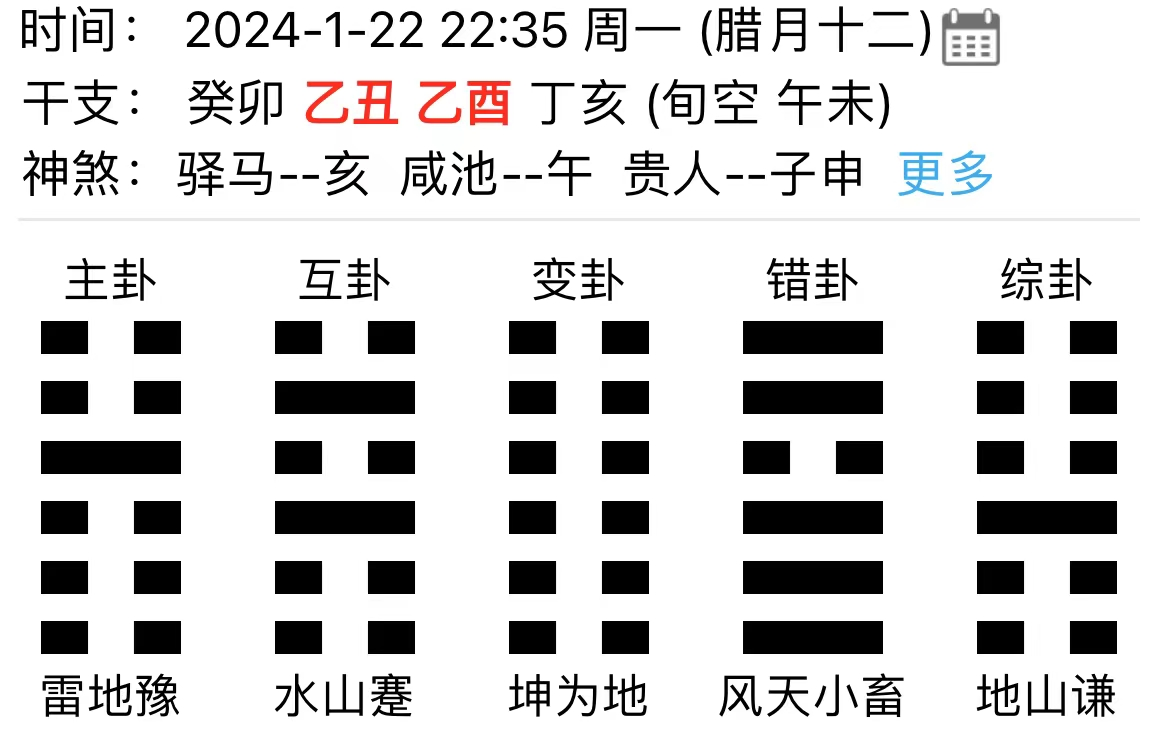 时间： 2024-1-22 22:35 周一 (腊月十二)
干支： 癸卯 乙丑 乙酉 丁亥 (旬空 午未)
神煞：驿马--亥 咸池--午 贵人--子申 更多
主卦 互卦 变卦 错卦 综卦
雷地豫 水山蹇 坤为地 风天小畜 地山谦